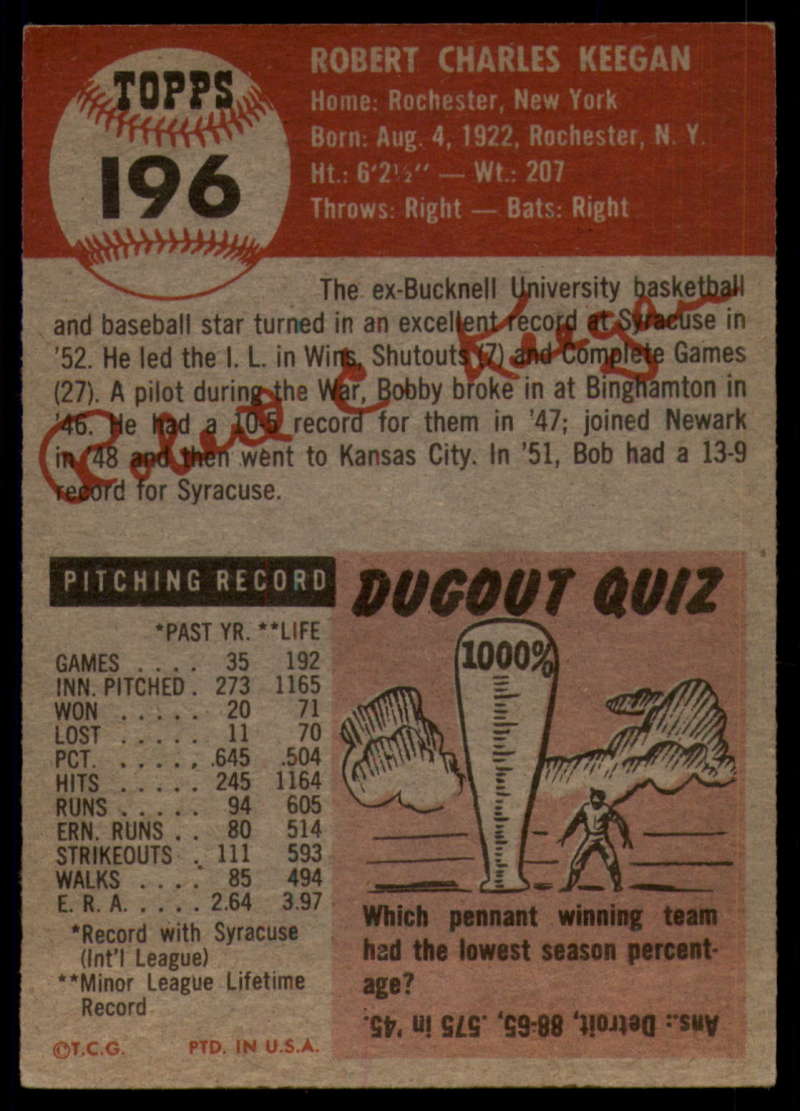 TOPPS
196
ROBERT CHARLES KEEGAN
Home: Rochester, New York
Born: Aug. 4, 1922, Rochester, N. Y.
Ht.: 6'2½" — Wt.: 207
Throws: Right — Bats: Right
The ex-Bucknell University basketball
and baseball star turned in an excellent record at Syracuse in
'52. He led the I. L. in Wins, Shutouts (7) and Complete Games
(27). A pilot during the War, Bobby broke in at Binghamton in
'46. He had a 10-5 record for them in '47; joined Newark
in '48 and then went to Kansas City. In '51, Bob had a 13-9
record for Syracuse.
Robert C. Keegan
PITCHING RECORD
*PAST YR. **LIFE
GAMES . . . . 35 192
INN. PITCHED . 273 1165
WON . . . . . 20 71
LOST . . . . . 11 70
PCT. . . . . . .645 .504
HITS . . . . . 245 1164
RUNS . . . . . 94 605
ERN. RUNS . . 80 514
STRIKEOUTS . 111 593
WALKS . . . . 85 494
E. R. A. . . . . 2.64 3.97
*Record with Syracuse
(Int'l League)
**Minor League Lifetime
Record
©T.C.G. PTD. IN U.S.A.
DUGOUT QUIZ
1000%
Which pennant winning team
had the lowest season percent-
age?
Ans.: Detroit, 88-65, .575 in '45.